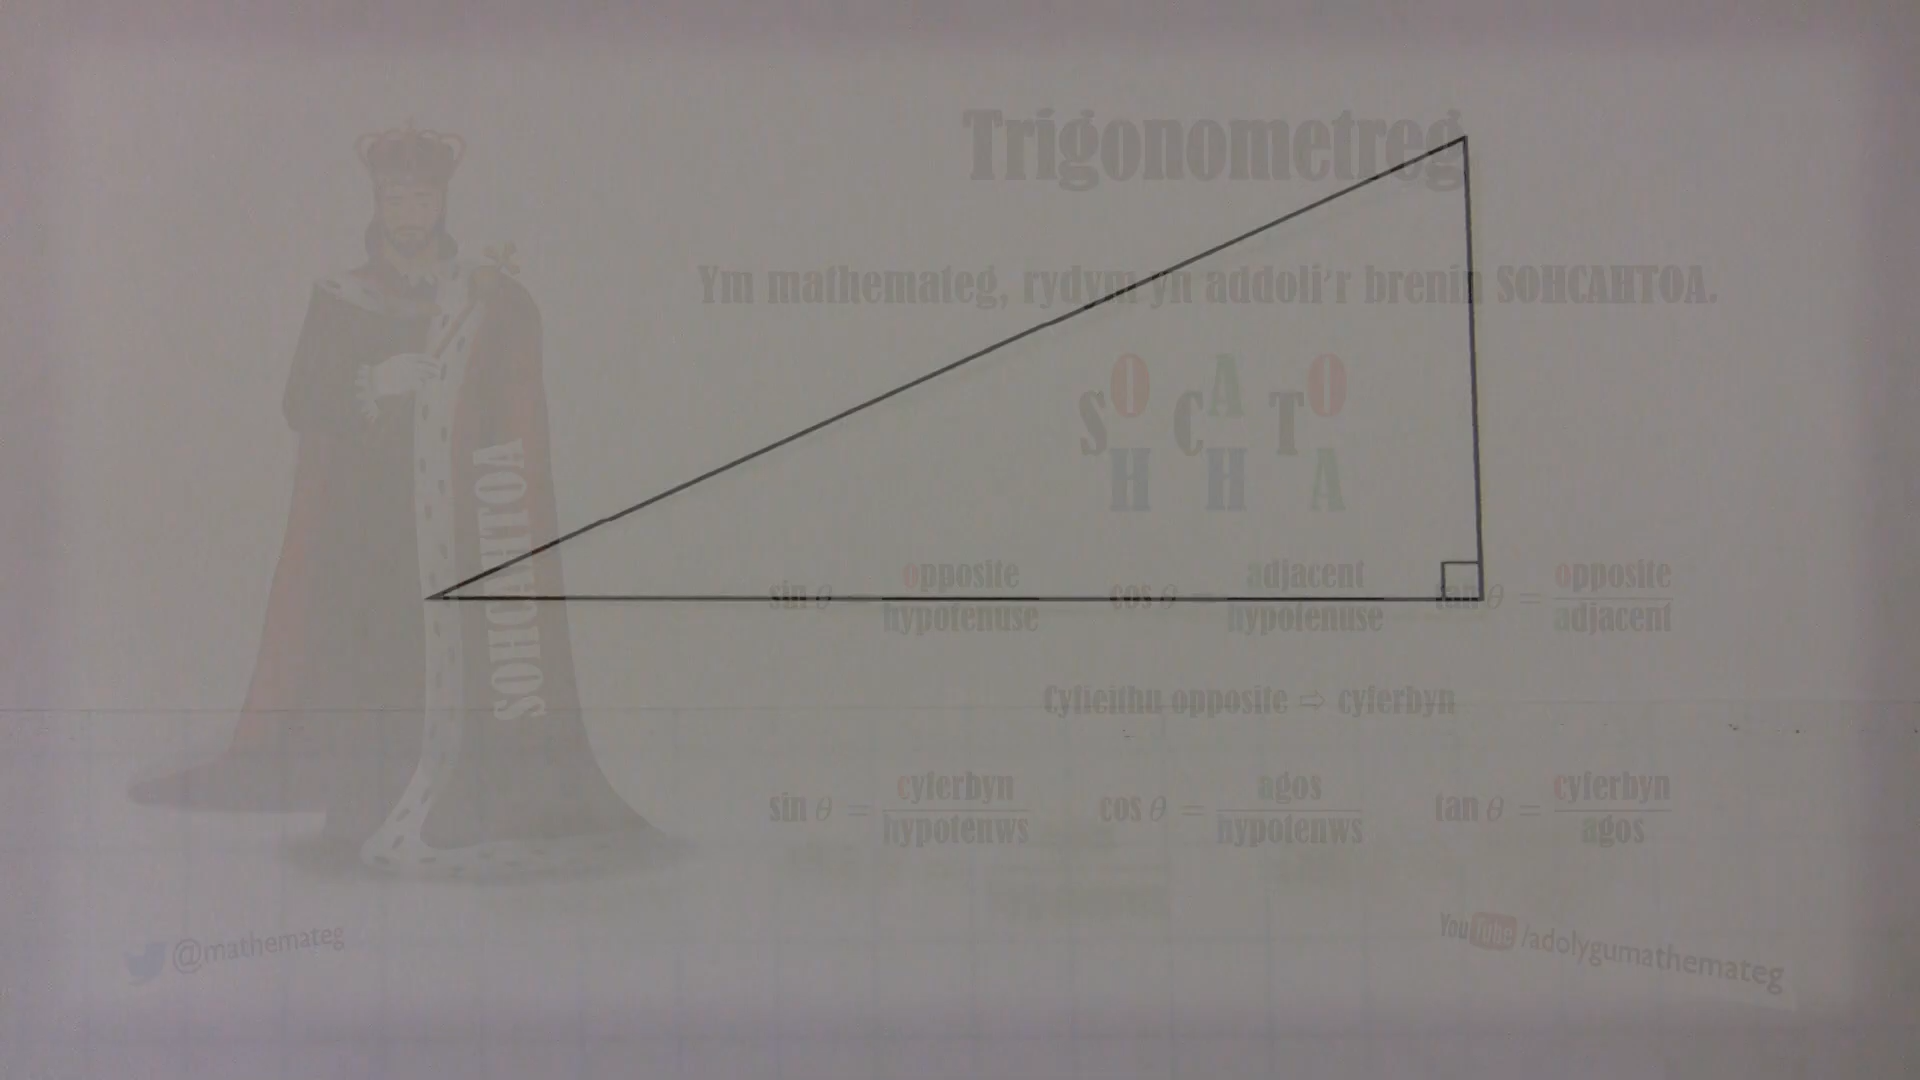 Trigonometreg
Ym mathemateg, rydym yn addoli'r brenin SOHCAHTOA.
O A O
S C T
H H A
SOHCAHTOA
sin θ = opposite / hypotenuse cos θ = adjacent / hypotenuse tan θ = opposite / adjacent
Cyfieithu opposite ⇨ cyferbyn
sin θ = cyferbyn / hypotenws cos θ = agos / hypotenws tan θ = cyferbyn / agos
@mathemateg
YouTube /adolygumathemateg